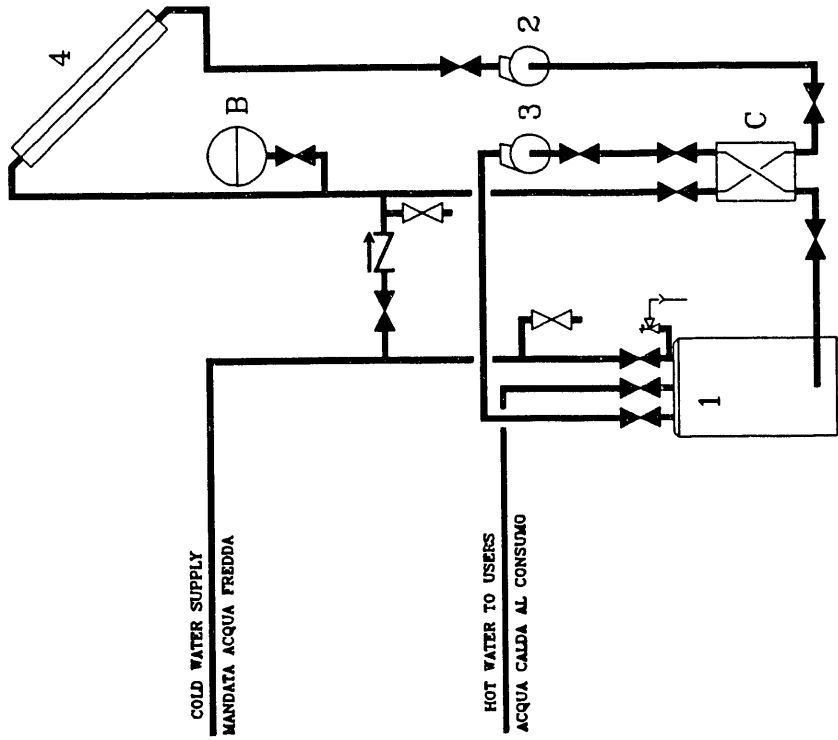 4
B
2
3
C
1
COLD WATER SUPPLY
MANDATA ACQUA FREDDA
HOT WATER TO USERS
ACQUA CALDA AL CONSUMO